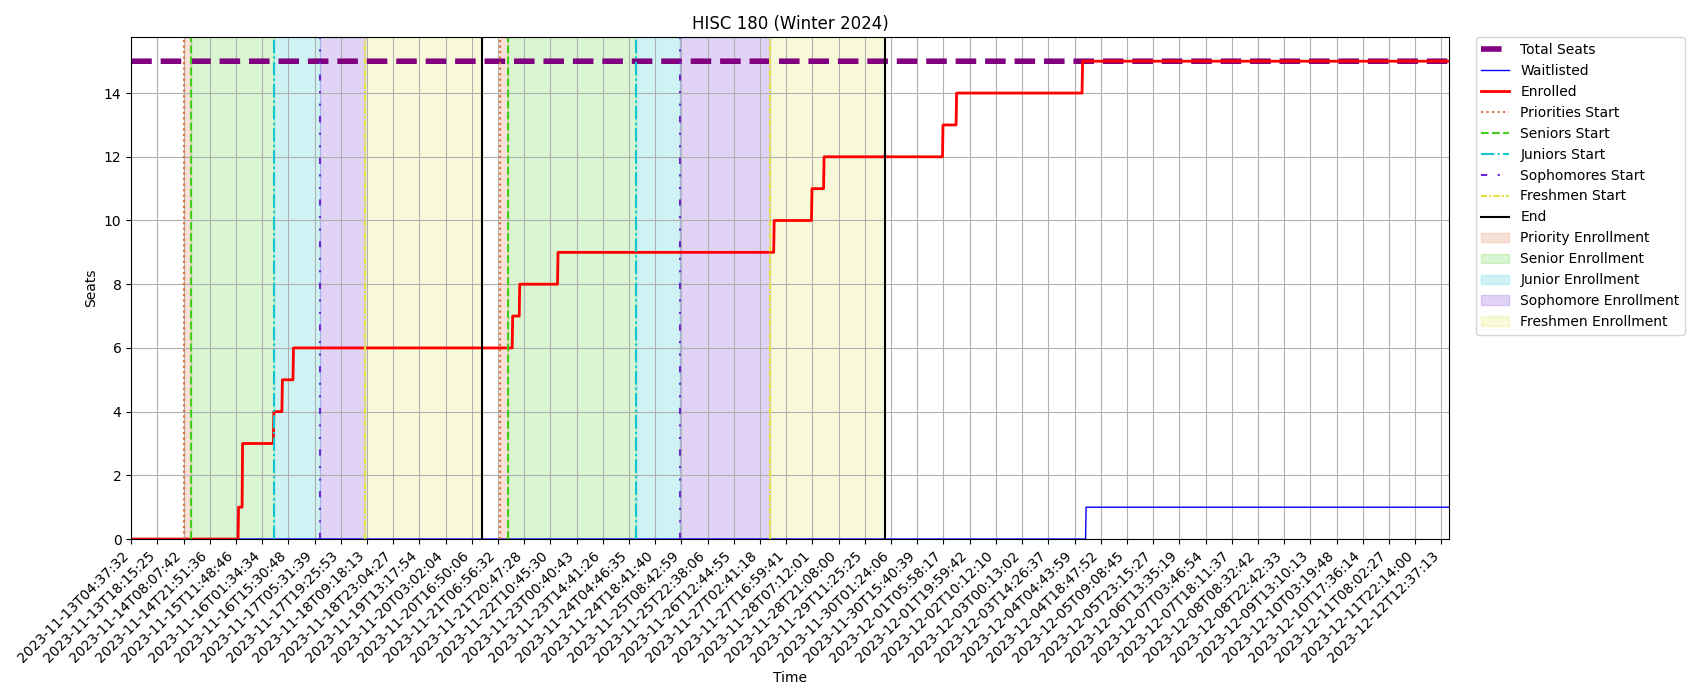 HISC 180 (Winter 2024)
Total Seats
Waitlisted
Enrolled
Priorities Start
Seniors Start
Juniors Start
Sophomores Start
Freshmen Start
End
Priority Enrollment
Senior Enrollment
Junior Enrollment
Sophomore Enrollment
Freshmen Enrollment
Seats
14
12
10
8
6
4
2
0
2023-11-13T04:37:32
2023-11-13T18:15:25
2023-11-14T08:07:42
2023-11-14T21:51:36
2023-11-15T11:48:46
2023-11-16T01:34:34
2023-11-16T15:30:48
2023-11-17T05:31:39
2023-11-17T19:25:53
2023-11-18T09:18:13
2023-11-18T23:04:27
2023-11-19T13:17:54
2023-11-20T03:02:04
2023-11-20T16:50:06
2023-11-21T06:56:32
2023-11-21T20:47:28
2023-11-22T10:45:30
2023-11-23T00:40:43
2023-11-23T14:41:26
2023-11-24T04:46:35
2023-11-24T18:41:40
2023-11-25T08:42:59
2023-11-25T22:38:06
2023-11-26T12:44:55
2023-11-27T02:41:18
2023-11-27T16:59:41
2023-11-28T07:12:01
2023-11-28T21:08:00
2023-11-29T11:25:25
2023-11-30T01:24:06
2023-11-30T15:40:39
2023-12-01T05:58:17
2023-12-01T19:59:42
2023-12-02T10:12:10
2023-12-03T00:13:02
2023-12-03T14:26:37
2023-12-04T04:43:59
2023-12-04T18:47:52
2023-12-05T09:08:45
2023-12-05T23:15:27
2023-12-06T13:35:19
2023-12-07T03:46:54
2023-12-07T18:11:37
2023-12-08T08:32:42
2023-12-08T22:42:33
2023-12-09T13:10:13
2023-12-10T03:19:48
2023-12-10T17:36:14
2023-12-11T08:02:27
2023-12-11T22:14:00
2023-12-12T12:37:13
Time